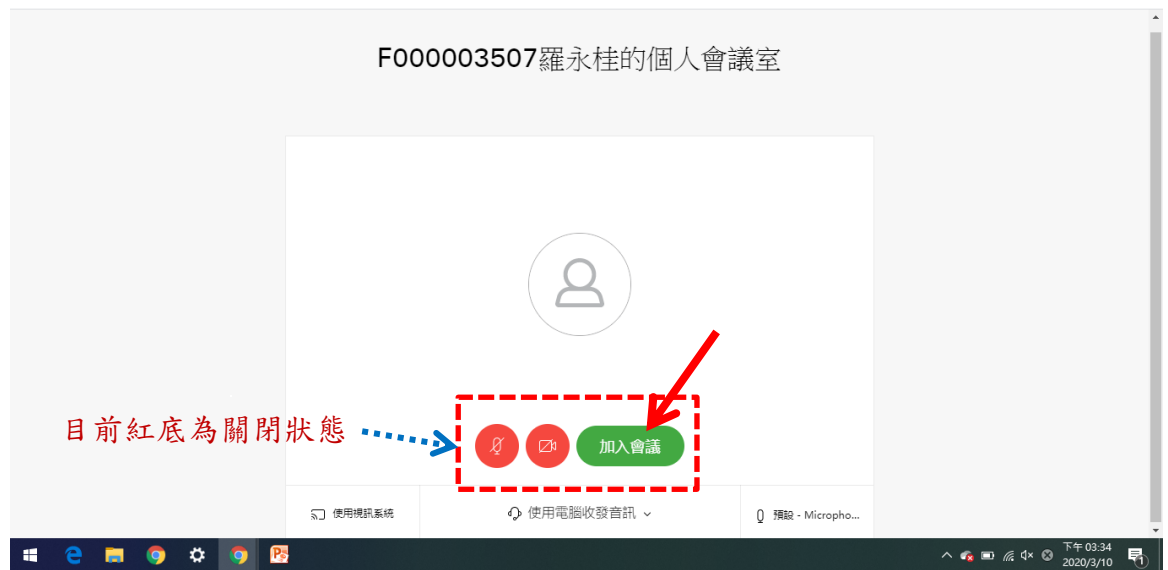 F000003507羅永桂的個人會議室
目前紅底為關閉狀態
加入會議
使用視訊系統
使用電腦收發音訊
預設 - Micropho...
下午 03:34
2020/3/10
1